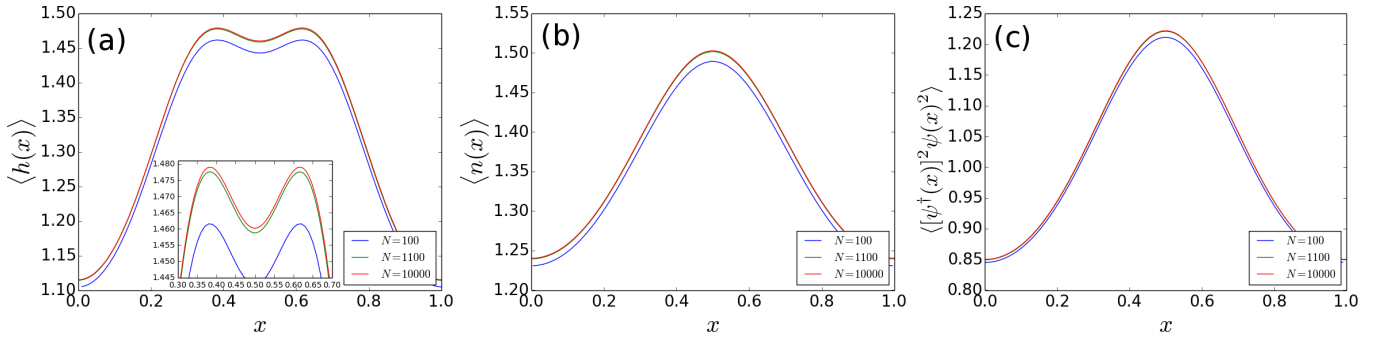 (a)
⟨h(x)⟩
1.50
1.45
1.40
1.35
1.30
1.25
1.20
1.15
1.10
0.0 0.2 0.4 0.6 0.8 1.0
x
1.480
1.475
1.470
1.465
1.460
1.455
1.450
1.445
0.30 0.35 0.40 0.45 0.50 0.55 0.60 0.65 0.70
N=100
N=1100
N=10000
(b)
⟨n(x)⟩
1.55
1.50
1.45
1.40
1.35
1.30
1.25
1.20
0.0 0.2 0.4 0.6 0.8 1.0
x
N=100
N=1100
N=10000
(c)
⟨[ψ†(x)]²ψ(x)²⟩
1.25
1.20
1.15
1.10
1.05
1.00
0.95
0.90
0.85
0.80
0.0 0.2 0.4 0.6 0.8 1.0
x
N=100
N=1100
N=10000